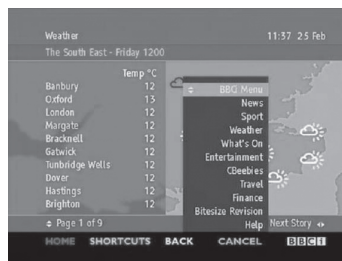 Weather 11:37 25 Feb
The South East - Friday 1200
Temp °C
Banbury 12
Oxford 13
London 12
Margate 12
Bracknell 12
Gatwick 12
Tunbridge Wells 12
Dover 12
Hastings 12
Brighton 12
BBC Menu
News
Sport
Weather
What's On
Entertainment
CBeebies
Travel
Finance
Bitesize Revision
Help
Page 1 of 9 Next Story
HOME SHORTCUTS BACK CANCEL BBCi